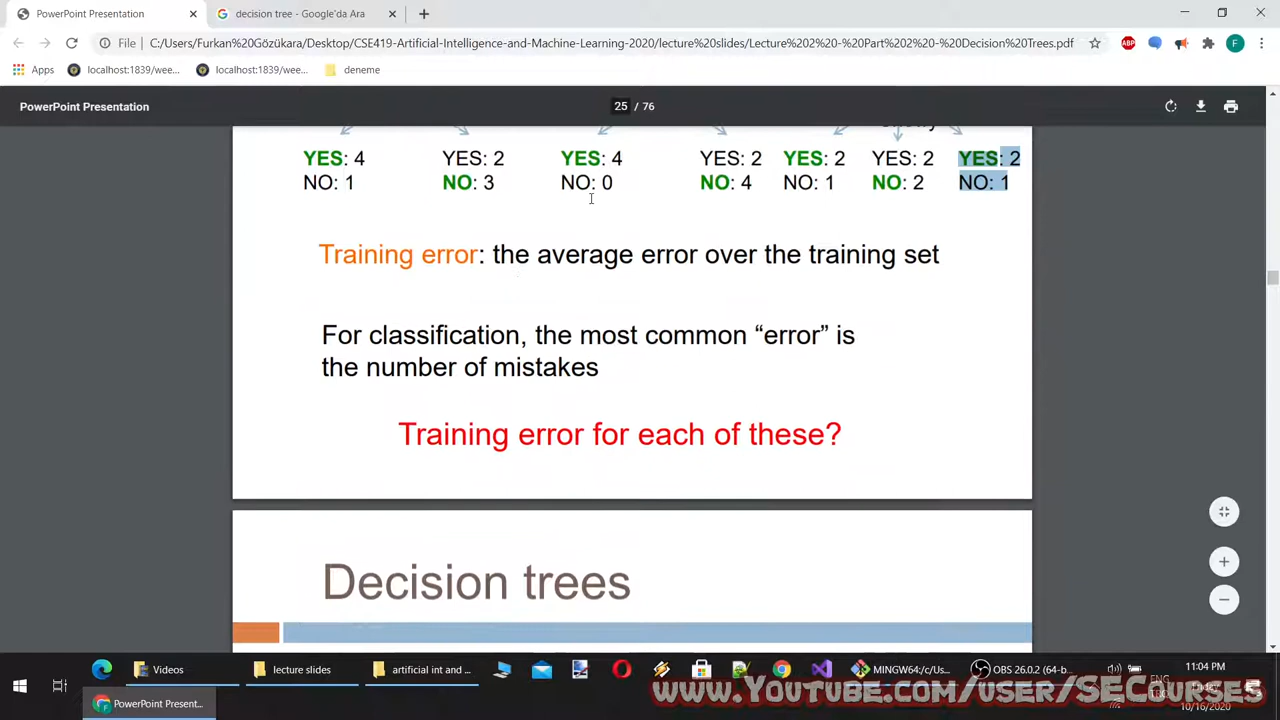 PowerPoint Presentation
decision tree - Google'da Ara
File
C:/Users/Furkan%20Gözükara/Desktop/CSE419-Artificial-Intelligence-and-Machine-Learning-2020/lecture%20slides/Lecture%202%20-%20Part%202%20-%20Decision%20Trees.pdf
ABP
F
Apps
localhost:1839/wee...
localhost:1839/wee...
deneme
PowerPoint Presentation
25 / 76
YES: 4 YES: 2 YES: 4 YES: 2 YES: 2 YES: 2 YES: 2
NO: 1 NO: 3 NO: 0 NO: 4 NO: 1 NO: 2 NO: 1
Training error: the average error over the training set
For classification, the most common “error” is
the number of mistakes
Training error for each of these?
Decision trees
Videos
lecture slides
artificial int and ...
MINGW64:/c/Us...
OBS 26.0.2 (64-b...
ENG
11:04 PM
Friday
10/16/2020
PowerPoint Present...
www.Youtube.com/user/SECourses